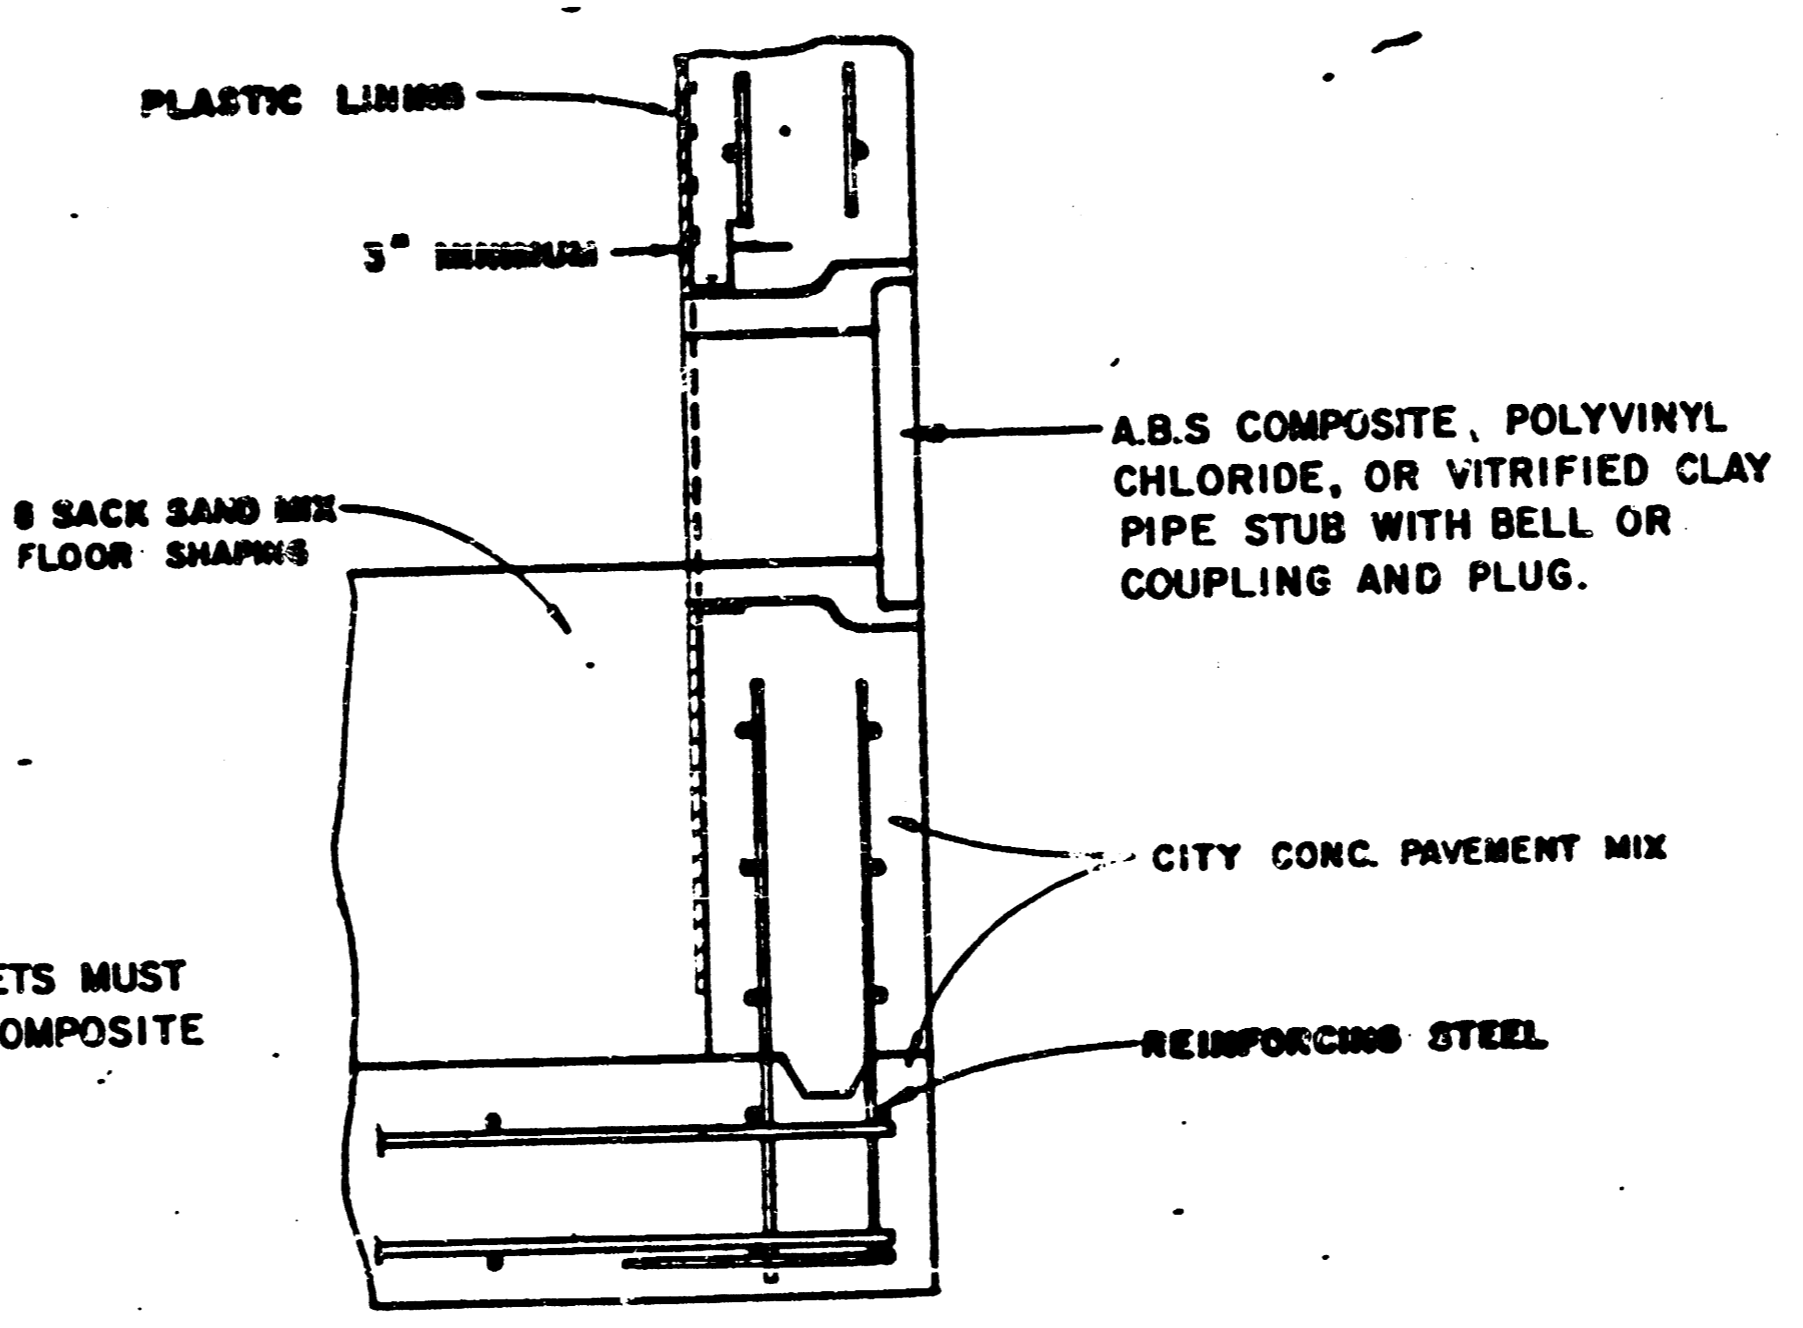 PLASTIC LINING
3" MINIMUM
A.B.S COMPOSITE, POLYVINYL
CHLORIDE, OR VITRIFIED CLAY
PIPE STUB WITH BELL OR
COUPLING AND PLUG.
SACK SAND MIX
FLOOR SHAPING
CITY CONC. PAVEMENT MIX
ETS MUST
OMPOSITE
REINFORCING STEEL